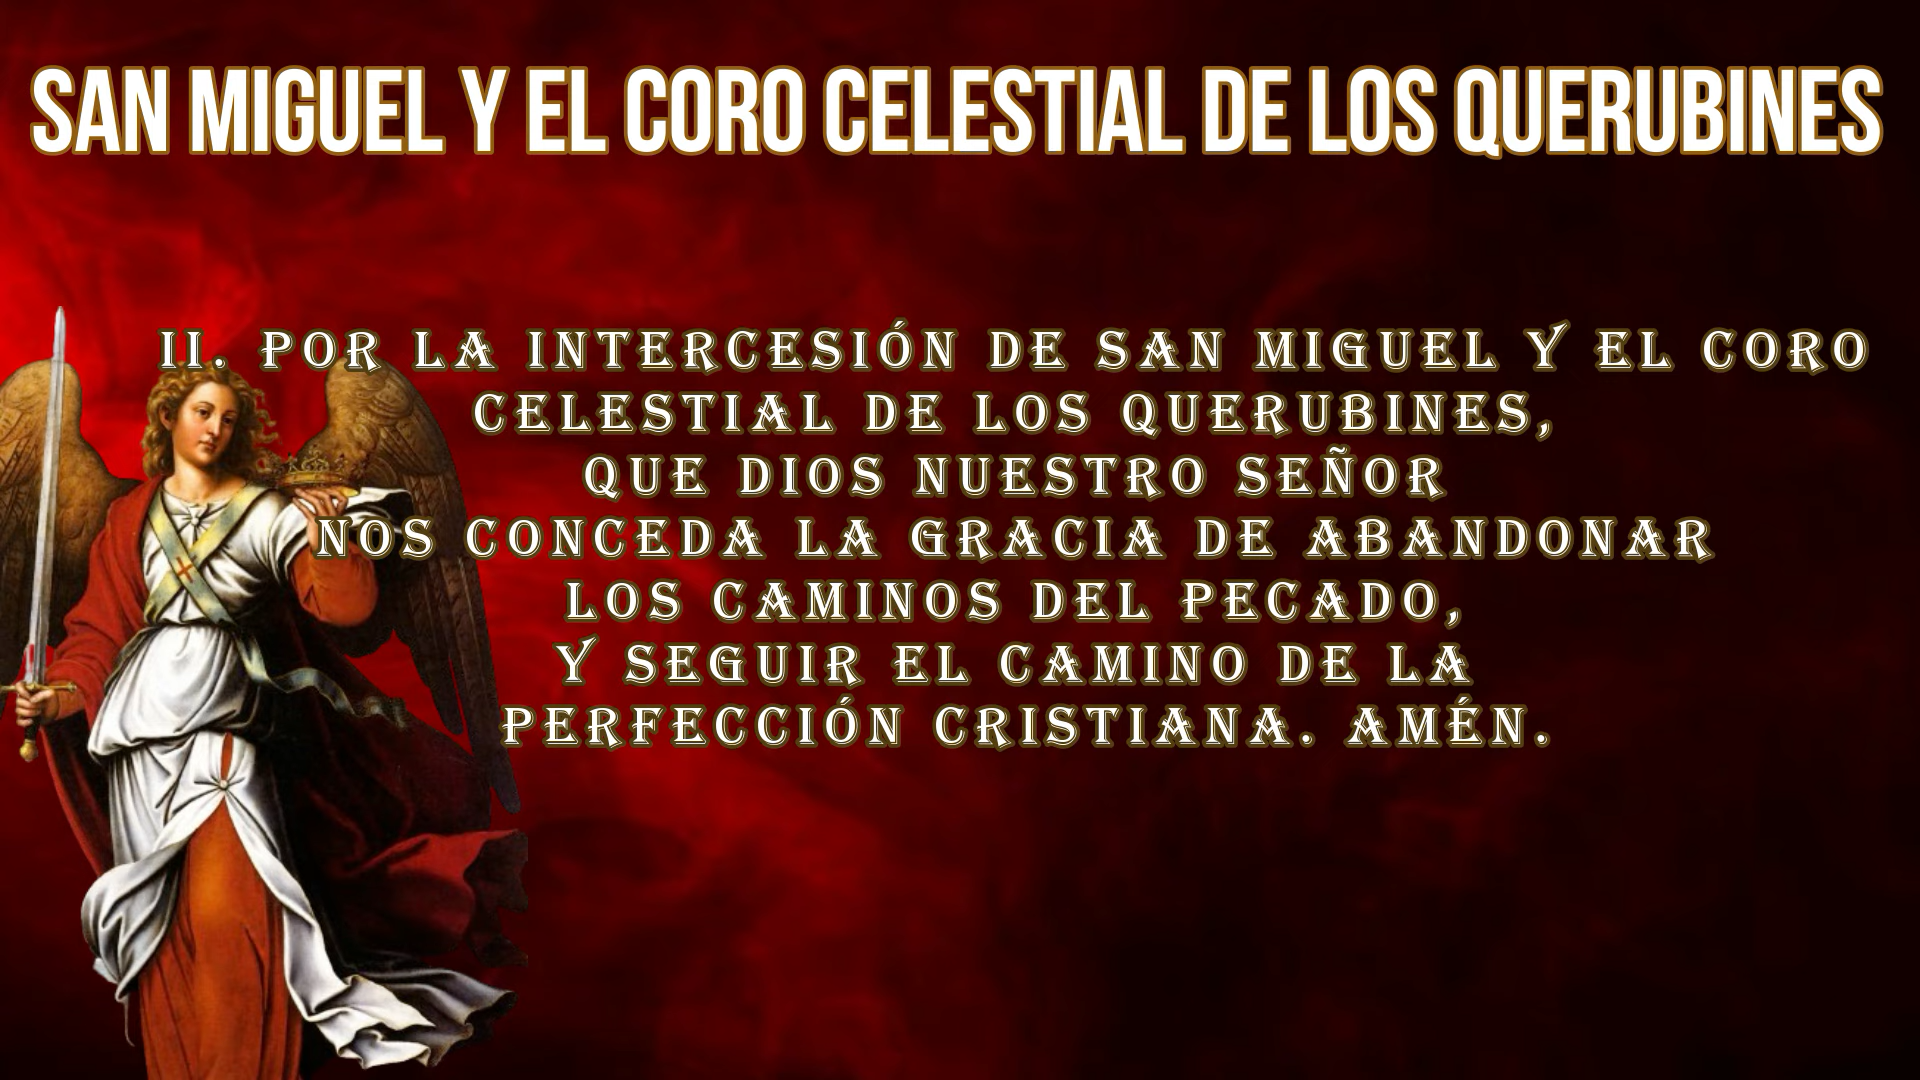 SAN MIGUEL Y EL CORO CELESTIAL DE LOS QUERUBINES
II. POR LA INTERCESIÓN DE SAN MIGUEL Y EL CORO
CELESTIAL DE LOS QUERUBINES,
QUE DIOS NUESTRO SEÑOR
NOS CONCEDA LA GRACIA DE ABANDONAR
LOS CAMINOS DEL PECADO,
Y SEGUIR EL CAMINO DE LA
PERFECCIÓN CRISTIANA. AMÉN.